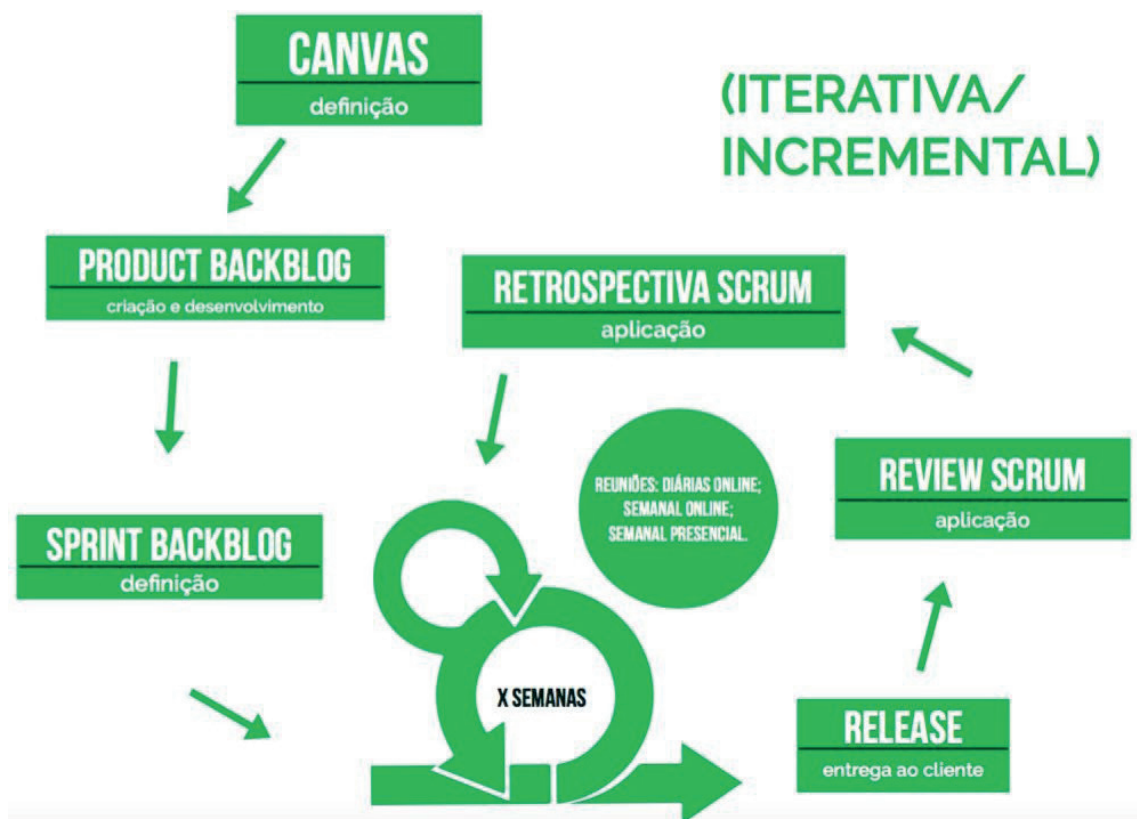 CANVAS
definição
(ITERATIVA/
INCREMENTAL)
PRODUCT BACKBLOG
criação e desenvolvimento
RETROSPECTIVA SCRUM
aplicação
REUNIÕES: DIÁRIAS ONLINE;
SEMANAL ONLINE;
SEMANAL PRESENCIAL.
REVIEW SCRUM
aplicação
SPRINT BACKBLOG
definição
X SEMANAS
RELEASE
entrega ao cliente